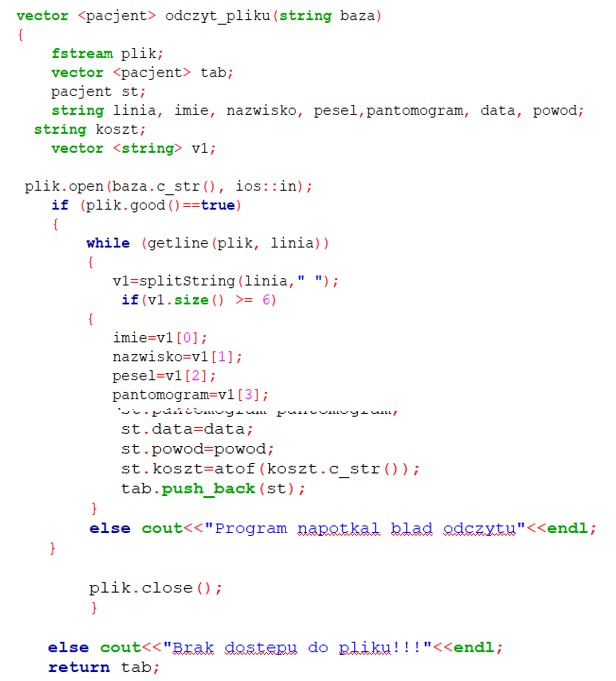 vector <pacjent> odczyt_pliku(string baza)
{
fstream plik;
vector <pacjent> tab;
pacjent st;
string linia, imie, nazwisko, pesel,pantomogram, data, powod;
string koszt;
vector <string> v1;
plik.open(baza.c_str(), ios::in);
if (plik.good()==true)
{
while (getline(plik, linia))
{
v1=splitString(linia," ");
if(v1.size() >= 6)
{
imie=v1[0];
nazwisko=v1[1];
pesel=v1[2];
pantomogram=v1[3];
st.pantomogram pantomogram;
st.data=data;
st.powod=powod;
st.koszt=atof(koszt.c_str());
tab.push_back(st);
}
else cout<<"Program napotkal blad odczytu"<<endl;
}
plik.close();
}
else cout<<"Brak dostepu do pliku!!!"<<endl;
return tab;